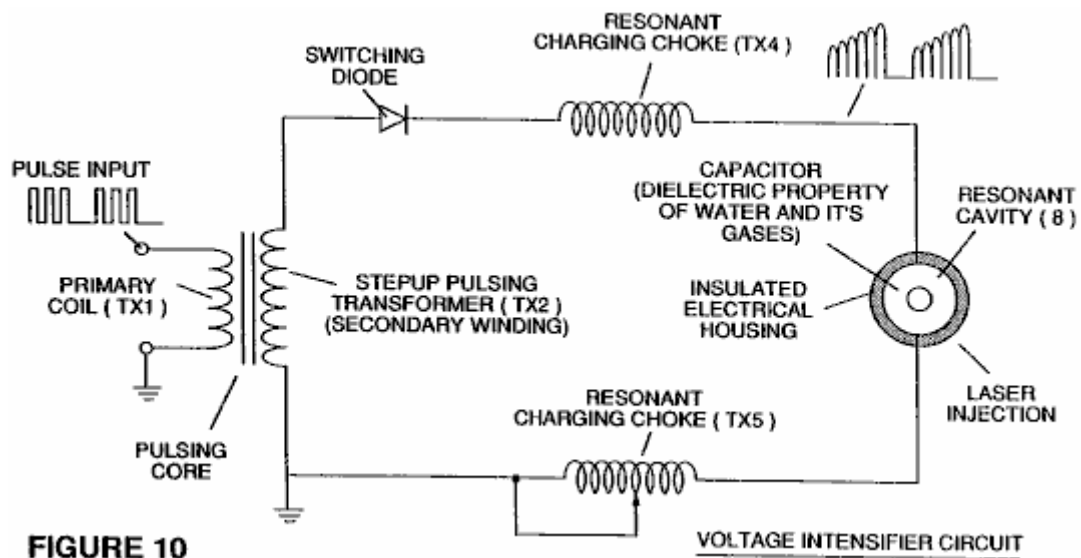 RESONANT
CHARGING CHOKE (TX4)
SWITCHING
DIODE
PULSE INPUT
CAPACITOR
(DIELECTRIC PROPERTY
OF WATER AND IT'S
GASES)
RESONANT
CAVITY (8)
PRIMARY
COIL (TX1)
STEPUP PULSING
TRANSFORMER (TX2)
(SECONDARY WINDING)
INSULATED
ELECTRICAL
HOUSING
LASER
INJECTION
RESONANT
CHARGING CHOKE (TX5)
PULSING
CORE
FIGURE 10
VOLTAGE INTENSIFIER CIRCUIT